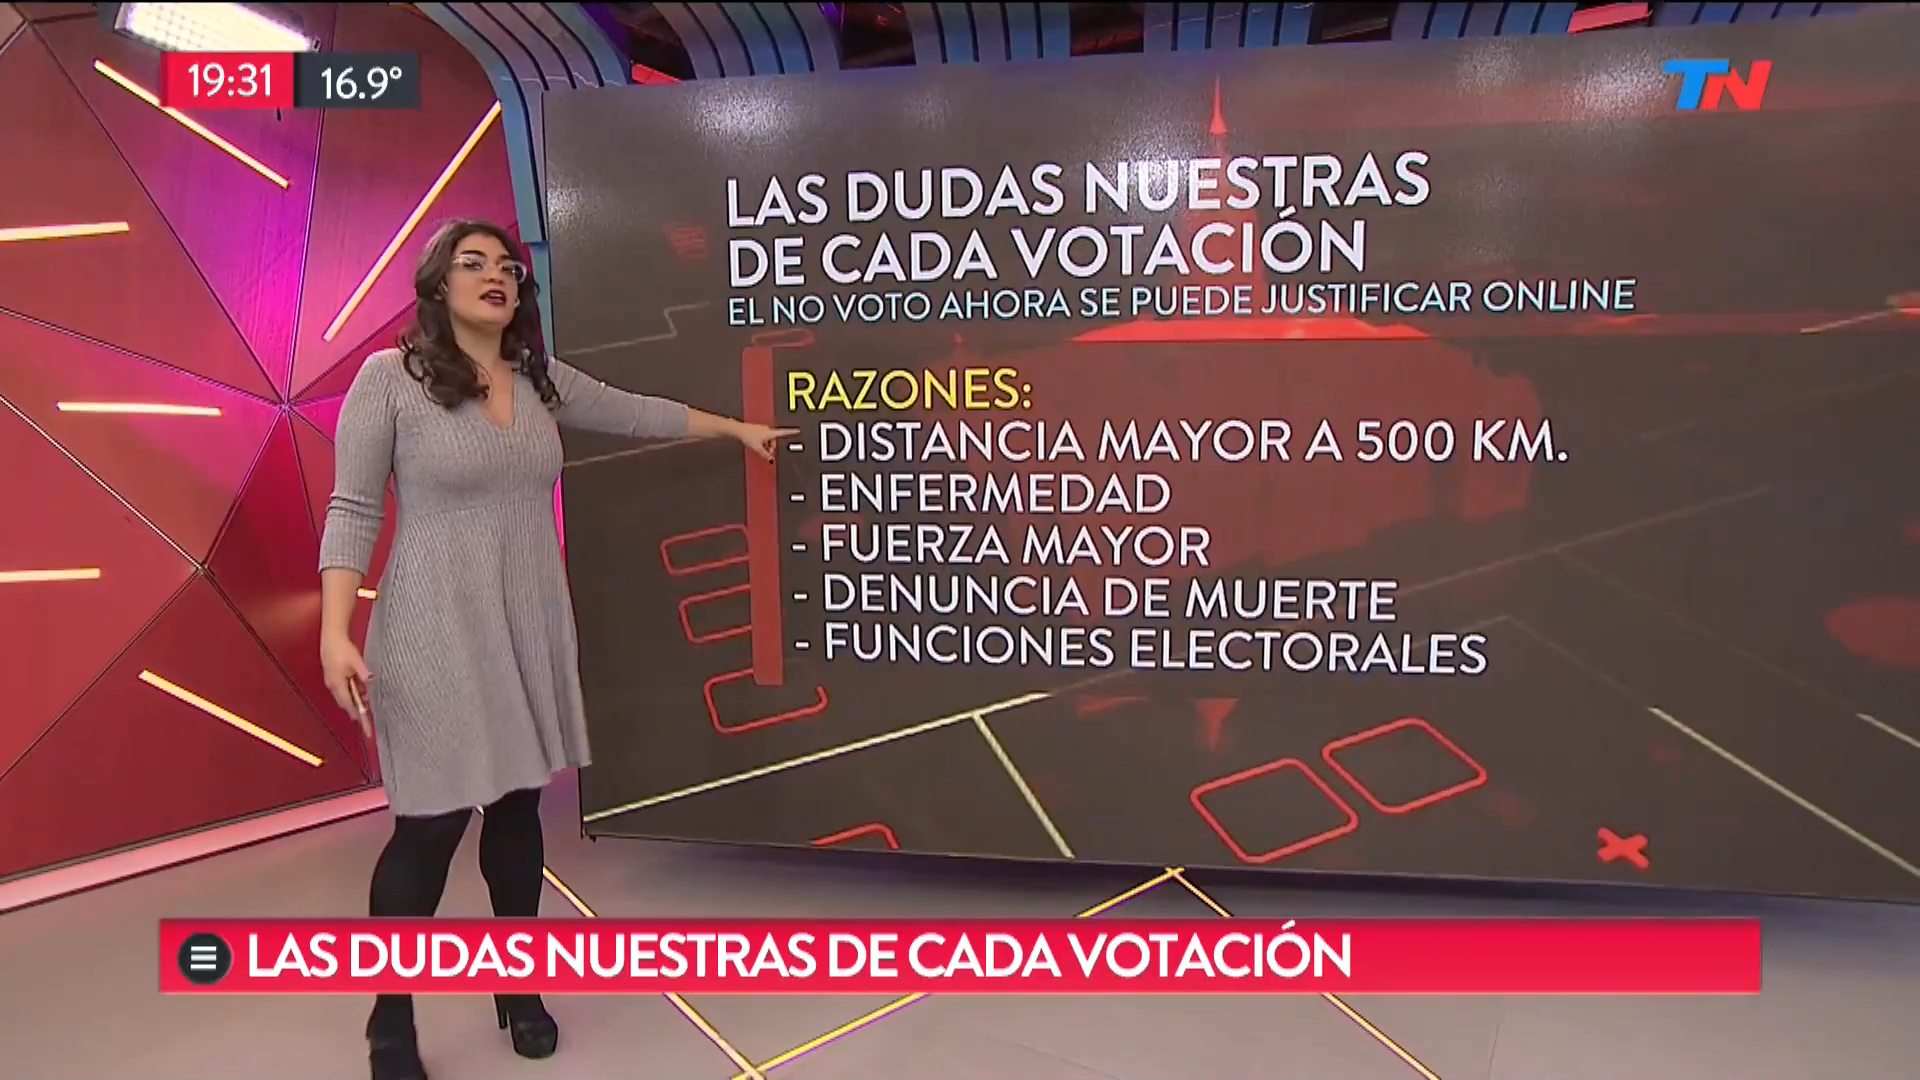 19:31 16.9°
TN
LAS DUDAS NUESTRAS
DE CADA VOTACIÓN
EL NO VOTO AHORA SE PUEDE JUSTIFICAR ONLINE
RAZONES:
- DISTANCIA MAYOR A 500 KM.
- ENFERMEDAD
- FUERZA MAYOR
- DENUNCIA DE MUERTE
- FUNCIONES ELECTORALES
LAS DUDAS NUESTRAS DE CADA VOTACIÓN